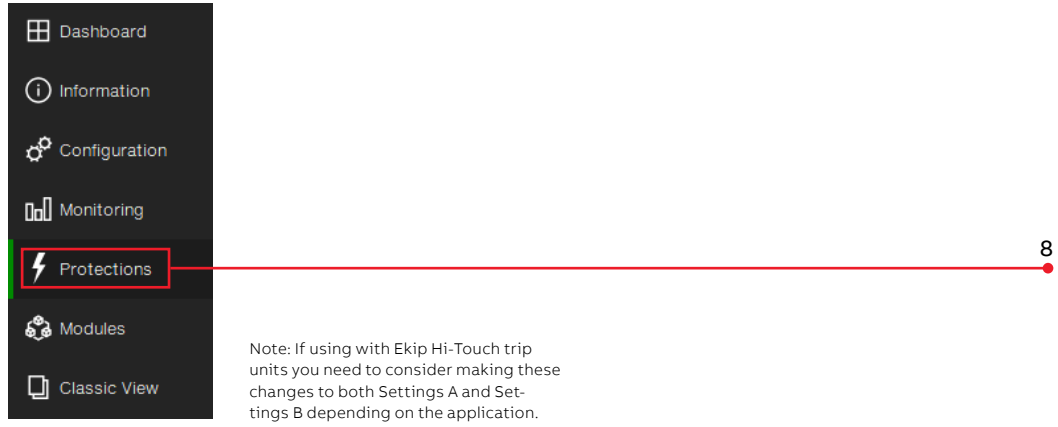 Dashboard
Information
Configuration
Monitoring
Protections
8
Modules
Classic View
Note: If using with Ekip Hi-Touch trip
units you need to consider making these
changes to both Settings A and Set-
tings B depending on the application.